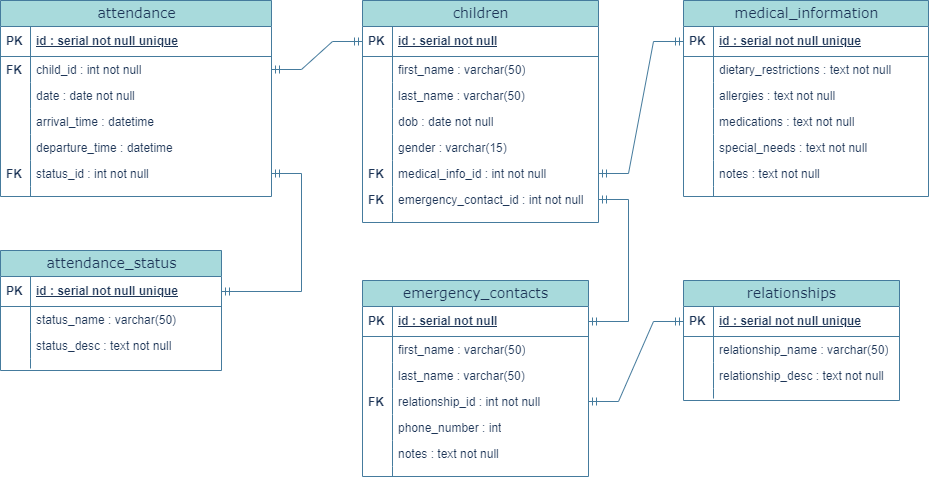 attendance
PK id : serial not null unique
FK child_id : int not null
date : date not null
arrival_time : datetime
departure_time : datetime
FK status_id : int not null
children
PK id : serial not null
first_name : varchar(50)
last_name : varchar(50)
dob : date not null
gender : varchar(15)
FK medical_info_id : int not null
FK emergency_contact_id : int not null
medical_information
PK id : serial not null unique
dietary_restrictions : text not null
allergies : text not null
medications : text not null
special_needs : text not null
notes : text not null
attendance_status
PK id : serial not null unique
status_name : varchar(50)
status_desc : text not null
emergency_contacts
PK id : serial not null
first_name : varchar(50)
last_name : varchar(50)
FK relationship_id : int not null
phone_number : int
notes : text not null
relationships
PK id : serial not null unique
relationship_name : varchar(50)
relationship_desc : text not null